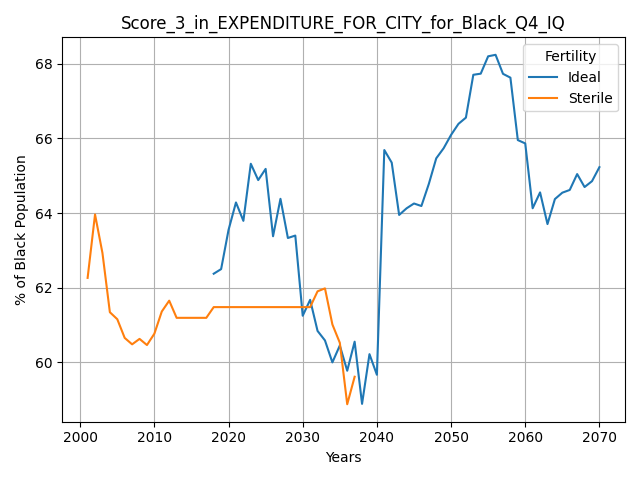 Score_3_in_EXPENDITURE_FOR_CITY_for_Black_Q4_IQ
Fertility
Ideal
Sterile
% of Black Population
68
66
64
62
60
2000 2010 2020 2030 2040 2050 2060 2070
Years